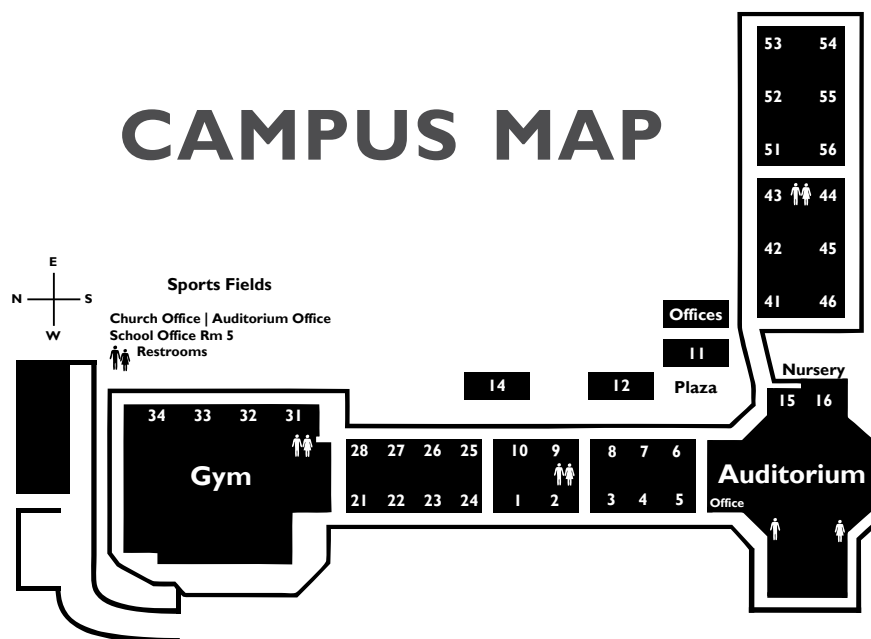 CAMPUS MAP
53 54
52 55
51 56
43 44
42 45
41 46
E
N S
W
Sports Fields
Church Office | Auditorium Office
School Office Rm 5
Restrooms
Offices
11
14 12 Plaza
Nursery
15 16
34 33 32 31
Gym
28 27 26 25
21 22 23 24
10 9
1 2
8 7 6
3 4 5
Auditorium
Office